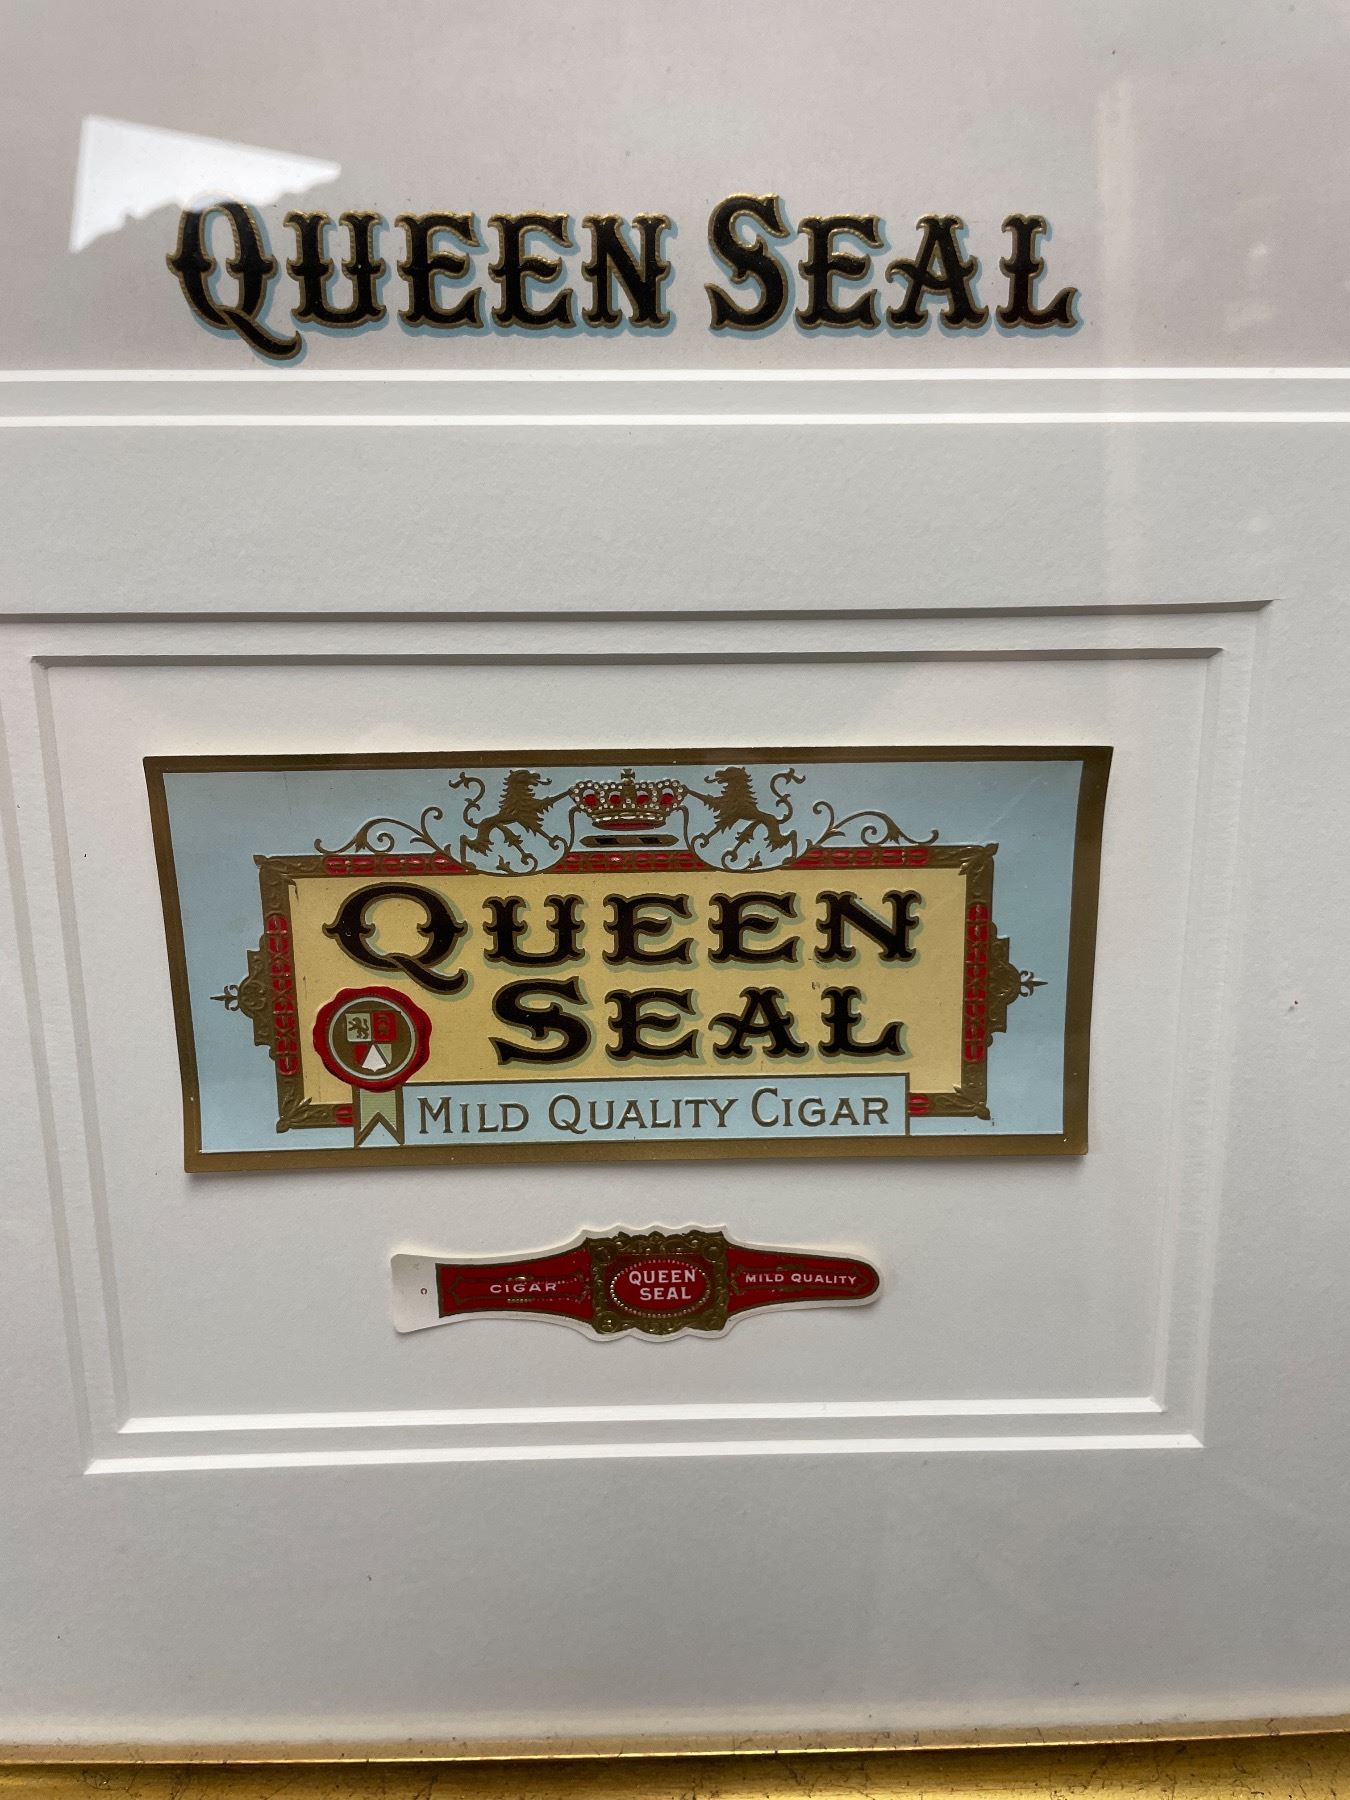 QUEEN SEAL
QUEEN
SEAL
MILD QUALITY CIGAR
C
CIGAR
QUEEN
SEAL
MILD QUALITY